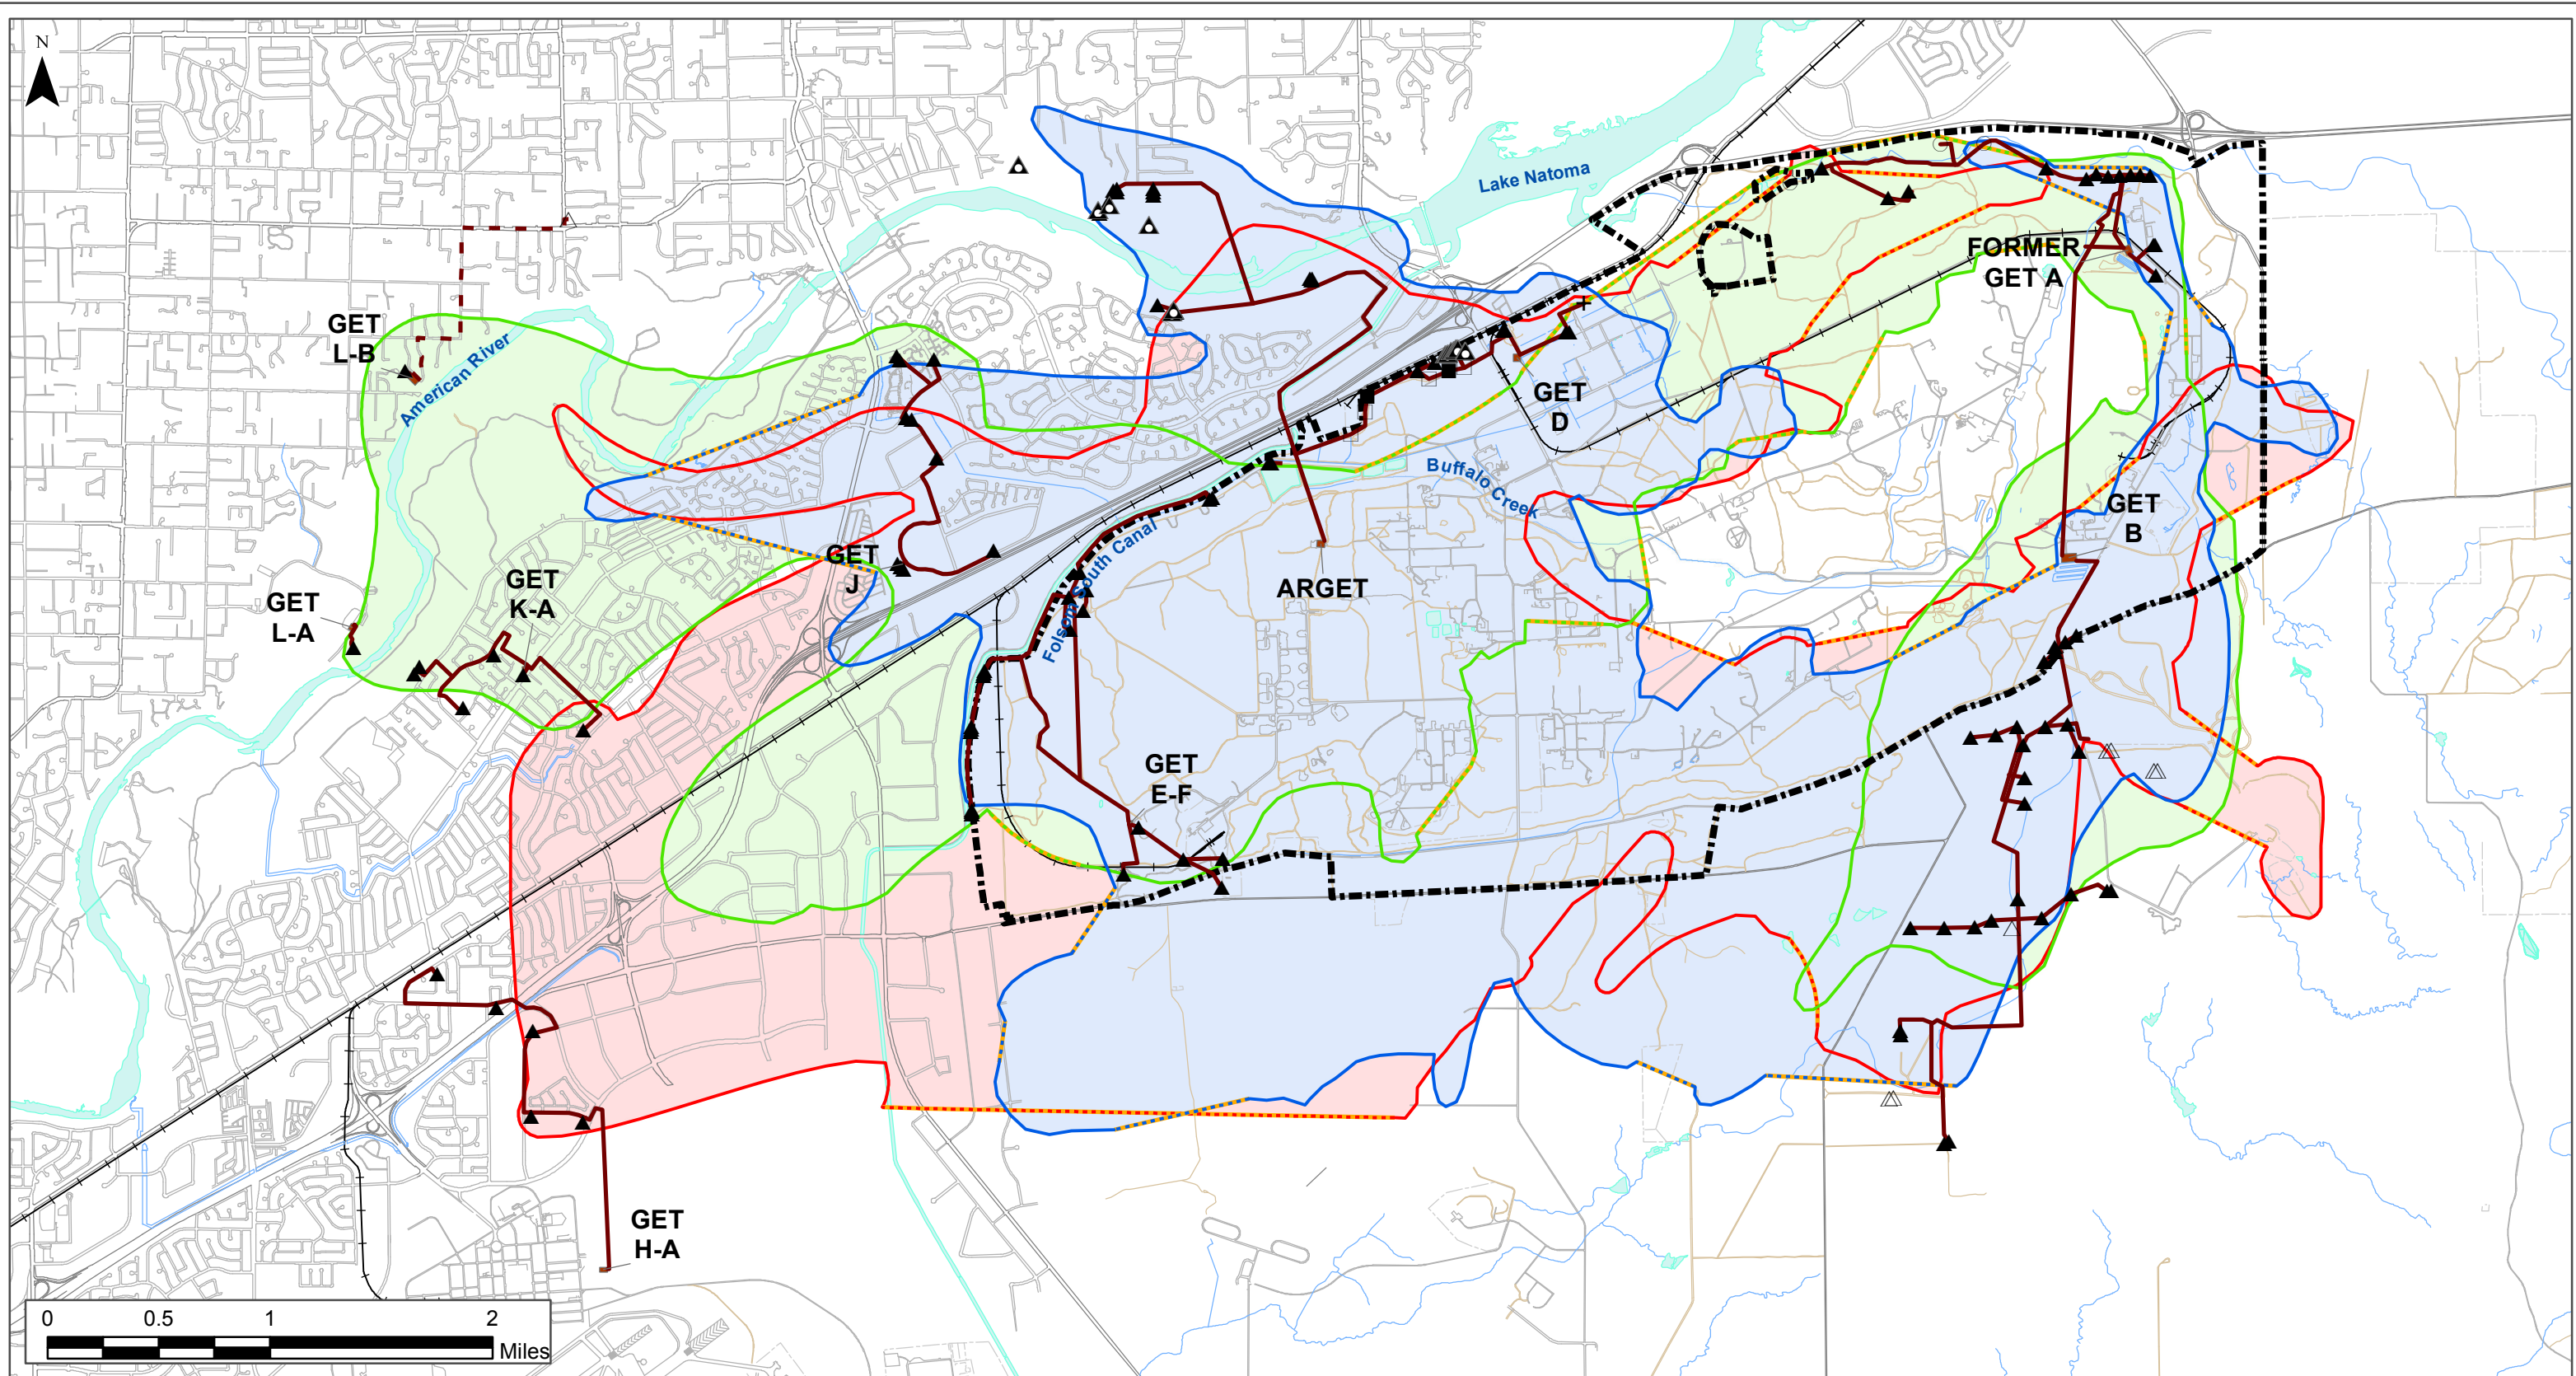 N
Lake Natoma
FORMER
GET A
GET
L-B
American River
GET
D
Buffalo Creek
GET
B
GET
J
Folsom South Canal
ARGET
GET
K-A
GET
L-A
GET
E-F
GET
H-A
0 0.5 1 2
Miles